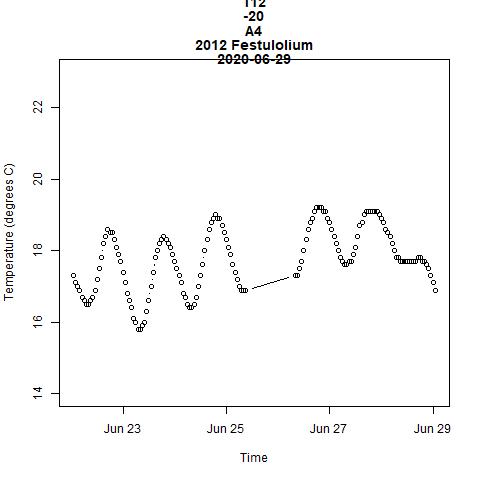 T12
-20
A4
2012 Festulolium
2020-06-29
22
20
18
16
14
Temperature (degrees C)
Jun 23
Jun 25
Jun 27
Jun 29
Time